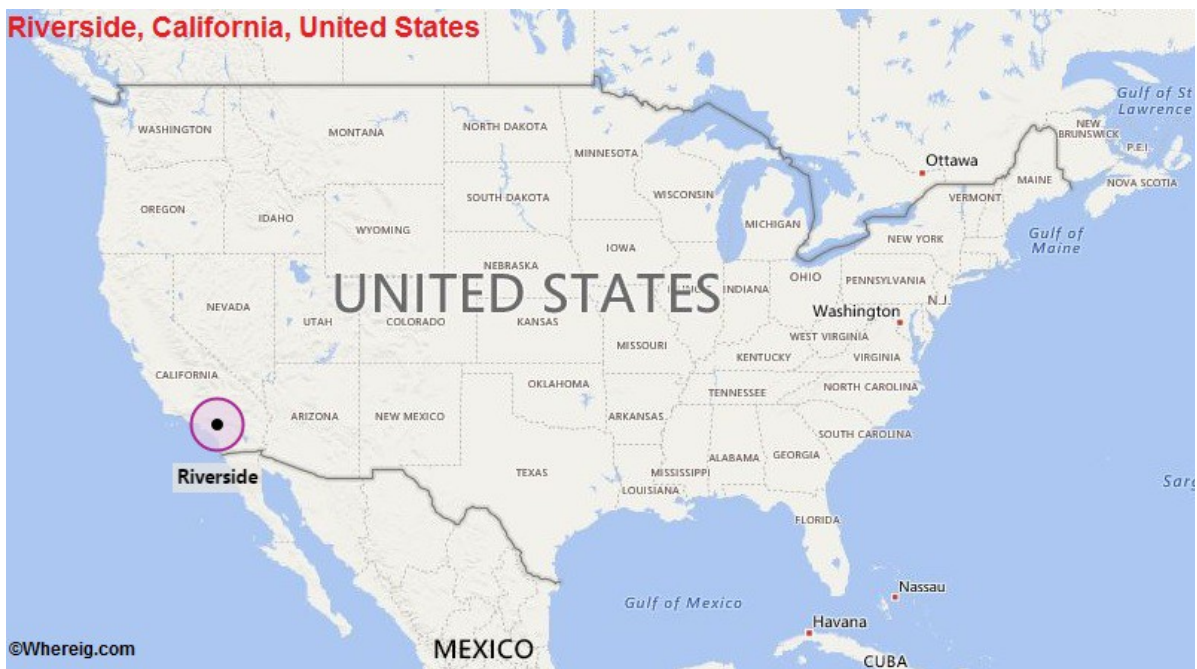 Riverside, California, United States
Gulf of St
Lawrence
NEW
BRUNSWICK
P.E.I.
WASHINGTON
MONTANA
NORTH DAKOTA
MINNESOTA
Ottawa
MAINE
NOVA SCOTIA
OREGON
IDAHO
SOUTH DAKOTA
WISCONSIN
VERMONT
WYOMING
MICHIGAN
NEW YORK
Gulf of
Maine
IOWA
NEBRASKA
OHIO
PENNSYLVANIA
UNITED STATES
INDIANA
N.J.
NEVADA
UTAH
COLORADO
KANSAS
Washington
MISSOURI
WEST VIRGINIA
KENTUCKY
VIRGINIA
CALIFORNIA
OKLAHOMA
TENNESSEE
NORTH CAROLINA
ARIZONA
NEW MEXICO
ARKANSAS
SOUTH CAROLINA
Riverside
TEXAS
MISSISSIPPI
ALABAMA
GEORGIA
LOUISIANA
Sarg
FLORIDA
Nassau
Gulf of Mexico
Havana
©Whereig.com
MEXICO
CUBA